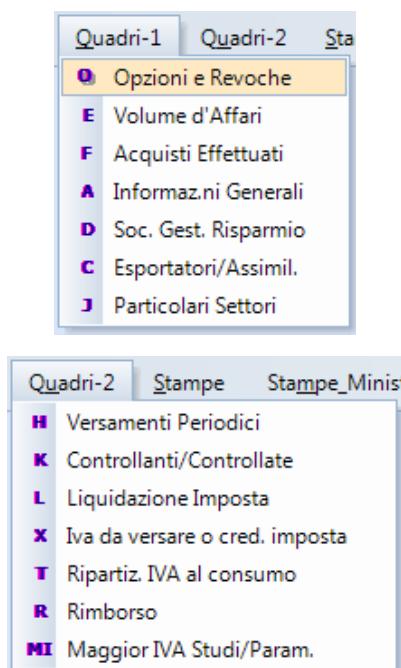 Quadri-1 Quadri-2 Sta
O Opzioni e Revoche
E Volume d'Affari
F Acquisti Effettuati
A Informaz.ni Generali
D Soc. Gest. Risparmio
C Esportatori/Assimil.
J Particolari Settori
Quadri-2 Stampe Stampe_Minis
H Versamenti Periodici
K Controllanti/Controllate
L Liquidazione Imposta
X Iva da versare o cred. imposta
T Ripartiz. IVA al consumo
R Rimborso
MI Maggior IVA Studi/Param.